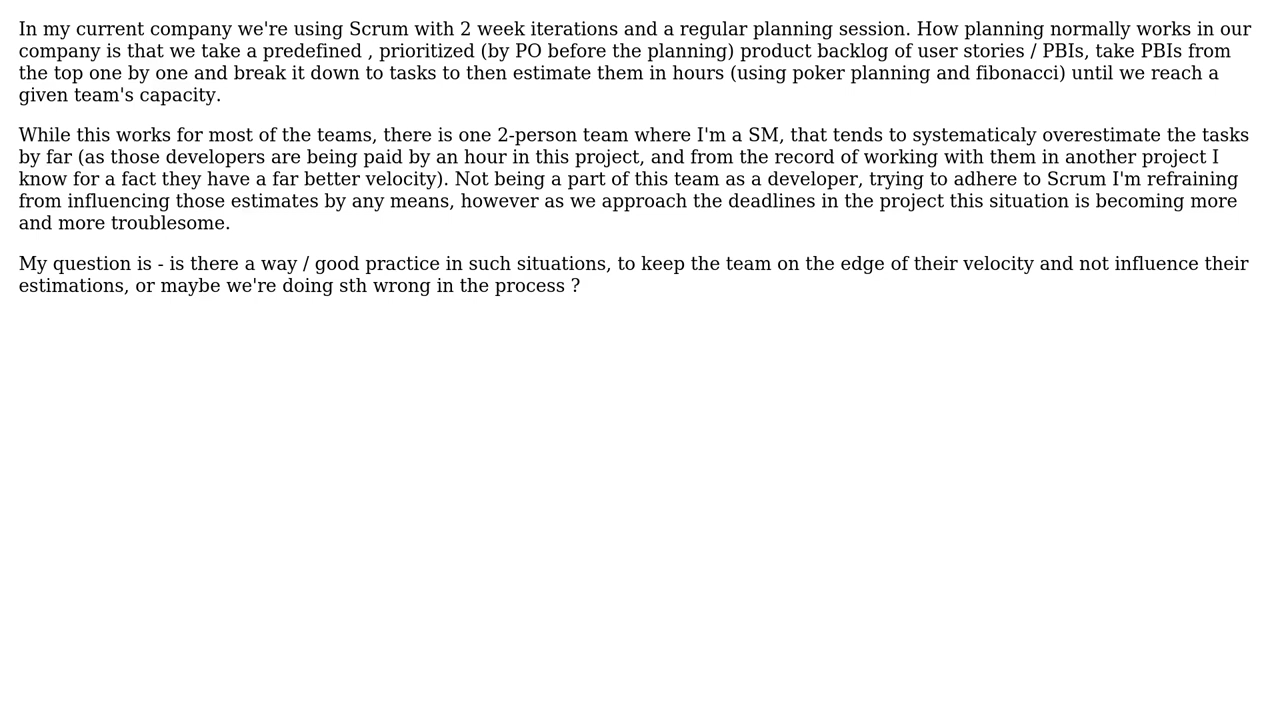 In my current company we're using Scrum with 2 week iterations and a regular planning session. How planning normally works in our
company is that we take a predefined , prioritized (by PO before the planning) product backlog of user stories / PBIs, take PBIs from
the top one by one and break it down to tasks to then estimate them in hours (using poker planning and fibonacci) until we reach a
given team's capacity.
While this works for most of the teams, there is one 2-person team where I'm a SM, that tends to systematicaly overestimate the tasks
by far (as those developers are being paid by an hour in this project, and from the record of working with them in another project I
know for a fact they have a far better velocity). Not being a part of this team as a developer, trying to adhere to Scrum I'm refraining
from influencing those estimates by any means, however as we approach the deadlines in the project this situation is becoming more
and more troublesome.
My question is - is there a way / good practice in such situations, to keep the team on the edge of their velocity and not influence their
estimations, or maybe we're doing sth wrong in the process ?